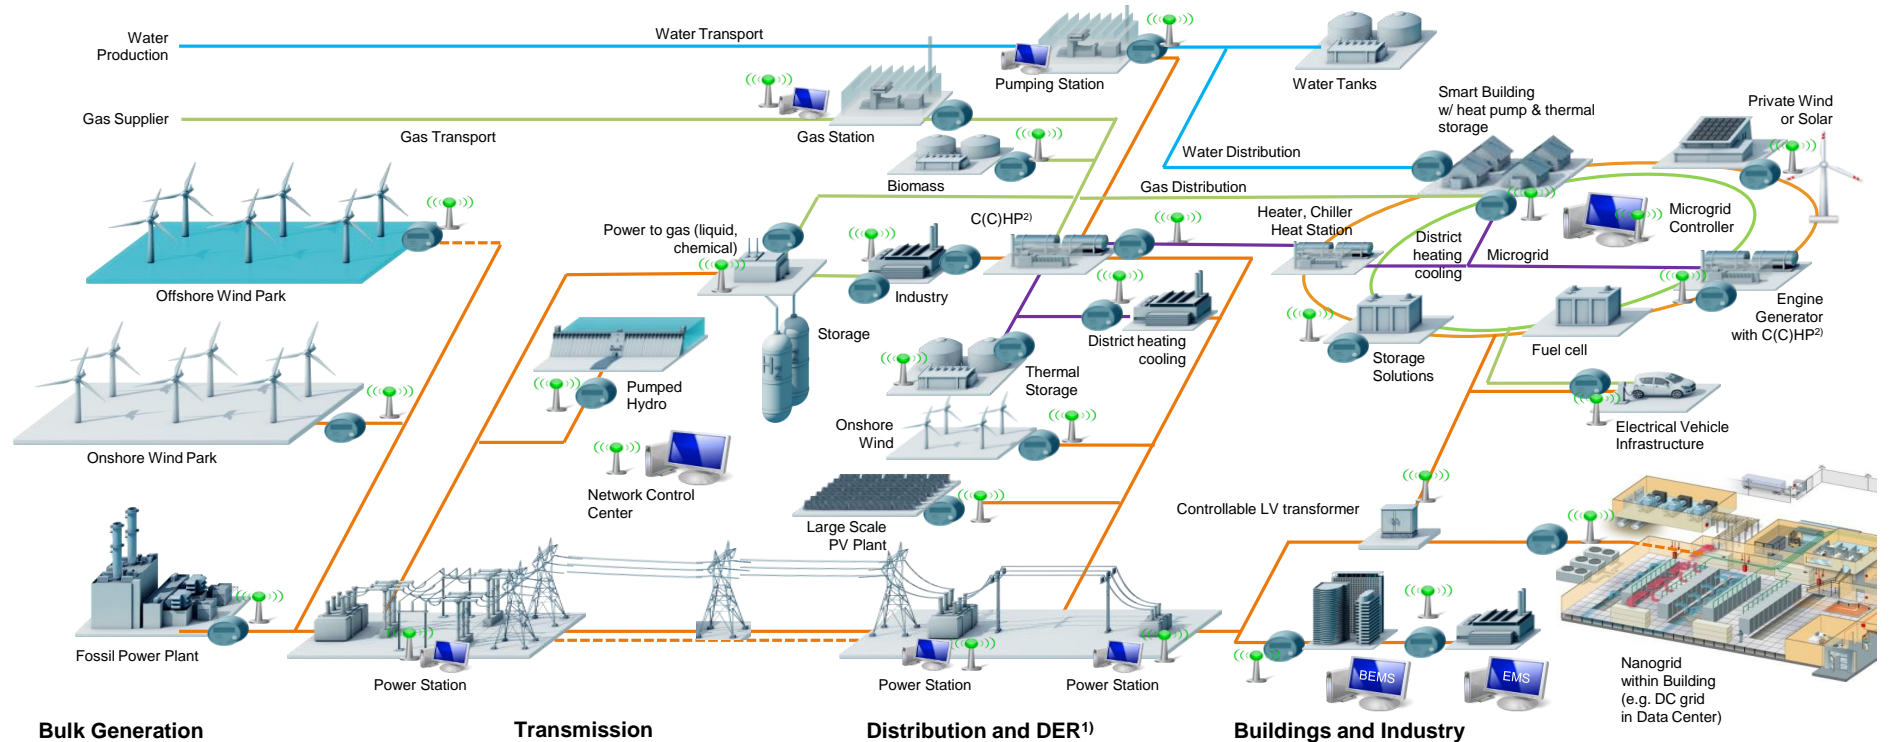 Water
Production
Water Transport
Pumping Station
Water Tanks
Gas Supplier
Gas Transport
Gas Station
Biomass
Smart Building
w/ heat pump & thermal
storage
Private Wind
or Solar
Water Distribution
Gas Distribution
Offshore Wind Park
Power to gas (liquid,
chemical)
C(C)HP2)
Heater, Chiller
Heat Station
District
heating
cooling
Microgrid
Microgrid
Controller
Industry
Storage
H2
District heating
cooling
Storage
Solutions
Fuel cell
Engine
Generator
with C(C)HP2)
Onshore Wind Park
Pumped
Hydro
Thermal
Storage
Onshore
Wind
Electrical Vehicle
Infrastructure
Network Control
Center
Large Scale
PV Plant
Controllable LV transformer
Fossil Power Plant
Power Station
Power Station
Power Station
BEMS
EMS
Nanogrid
within Building
(e.g. DC grid
in Data Center)
Bulk Generation
Transmission
Distribution and DER1)
Buildings and Industry